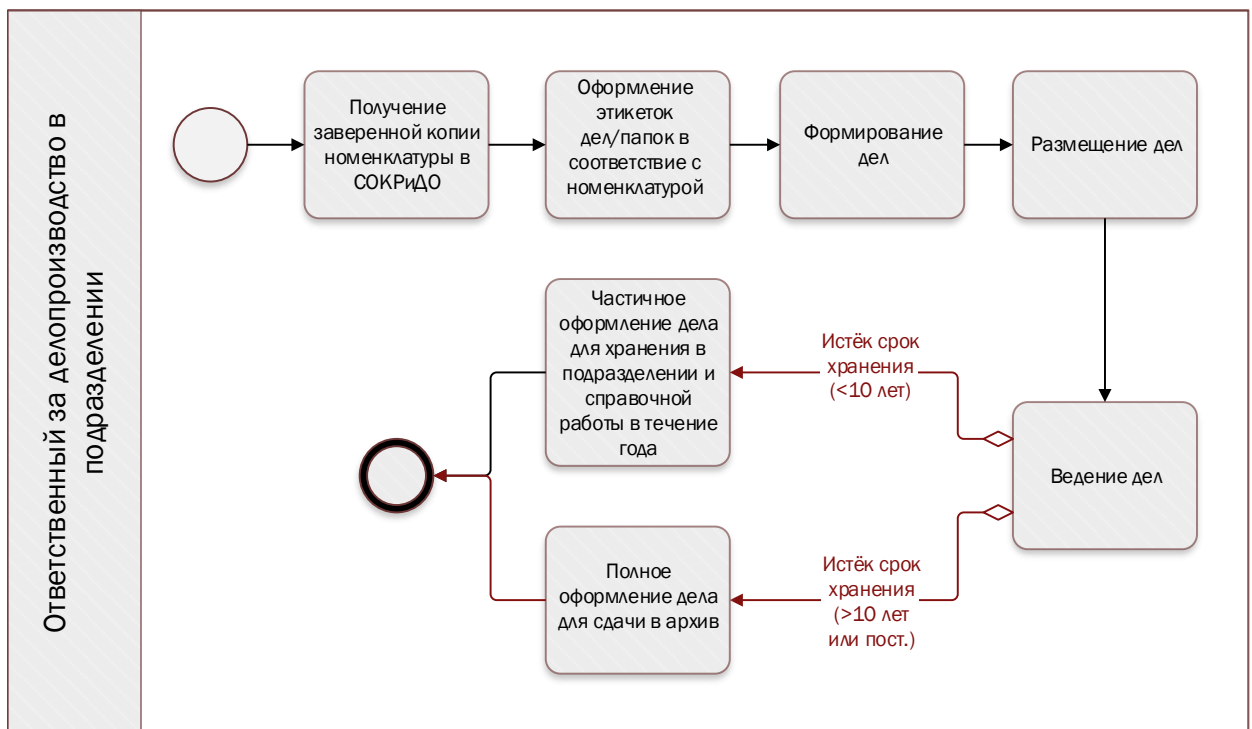 Ответственный за делопроизводство в
подразделении
Получение
заверенной копии
номенклатуры в
СОКРиДО
Оформление
этикеток
дел/папок в
соответствие с
номенклатурой
Формирование
дел
Размещение дел
Частичное
оформление дела
для хранения в
подразделении и
справочной
работы в течение
года
Истёк срок
хранения
(<10 лет)
Ведение дел
Полное
оформление дела
для сдачи в архив
Истёк срок
хранения
(>10 лет
или пост.)